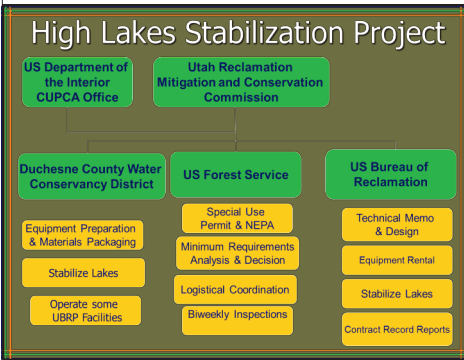 High Lakes Stabilization Project
US Department of
the Interior
CUPCA Office
Utah Reclamation
Mitigation and Conservation
Commission
Duchesne County Water
Conservancy District
US Forest Service
US Bureau of
Reclamation
Equipment Preparation
& Materials Packaging
Stabilize Lakes
Operate some
UBRP Facilities
Special Use
Permit & NEPA
Minimum Requirements
Analysis & Decision
Logistical Coordination
Biweekly Inspections
Technical Memo
& Design
Equipment Rental
Stabilize Lakes
Contract Record Reports